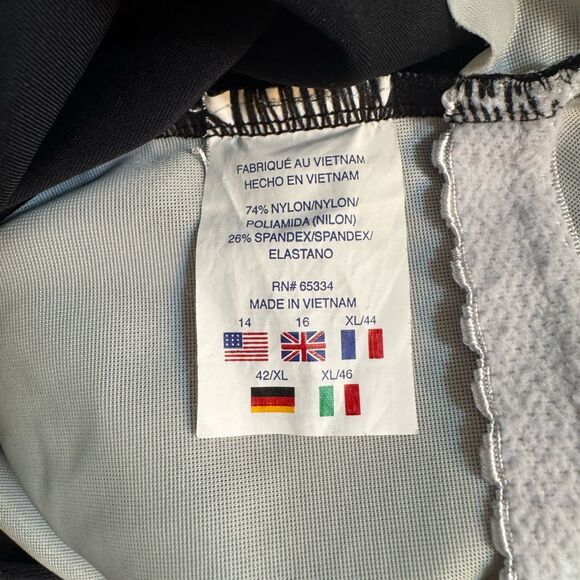 FABRIQUÉ AU VIETNAM
HECHO EN VIETNAM
74% NYLON/NYLON/
POLIAMIDA (NILON)
26% SPANDEX/SPANDEX/
ELASTANO
RN# 65334
MADE IN VIETNAM
14 16 XL/44
42/XL XL/46